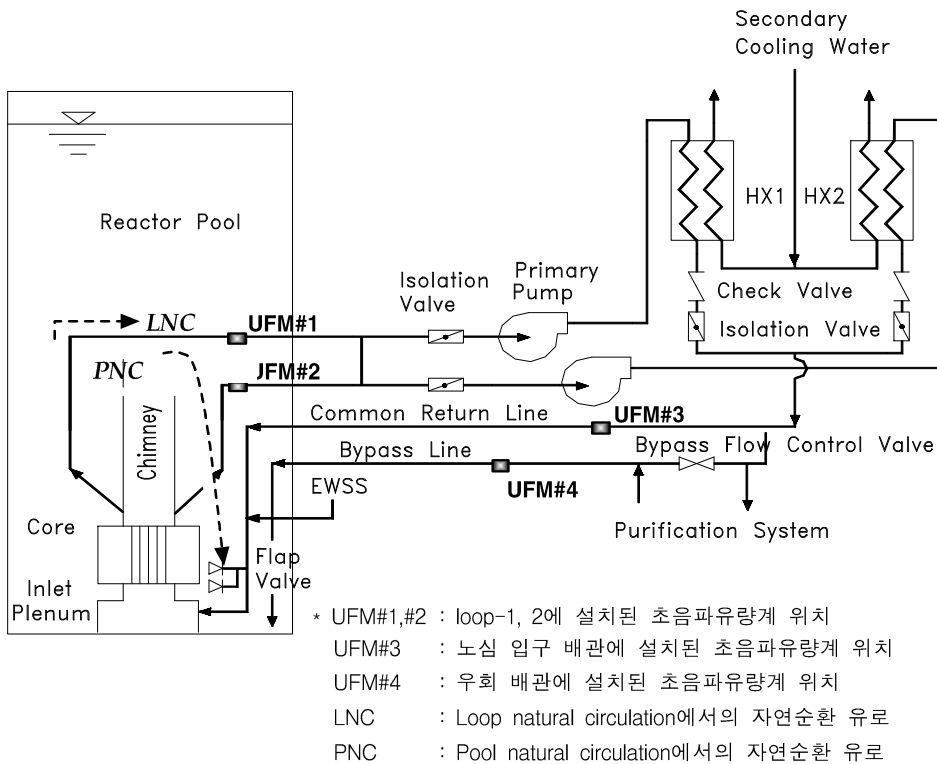 Secondary
Cooling Water
Reactor Pool
HX1
HX2
Isolation
Valve
Primary
Pump
Check Valve
Isolation Valve
LNC
UFM#1
PNC
JFM#2
Chimney
Common Return Line
UFM#3
Bypass Line
Bypass Flow Control Valve
UFM#4
EWSS
Purification System
Core
Flap
Valve
Inlet
Plenum
* UFM#1,#2 : loop-1, 2에 설치된 초음파유량계 위치
UFM#3 : 노심 입구 배관에 설치된 초음파유량계 위치
UFM#4 : 우회 배관에 설치된 초음파유량계 위치
LNC : Loop natural circulation에서의 자연순환 유로
PNC : Pool natural circulation에서의 자연순환 유로